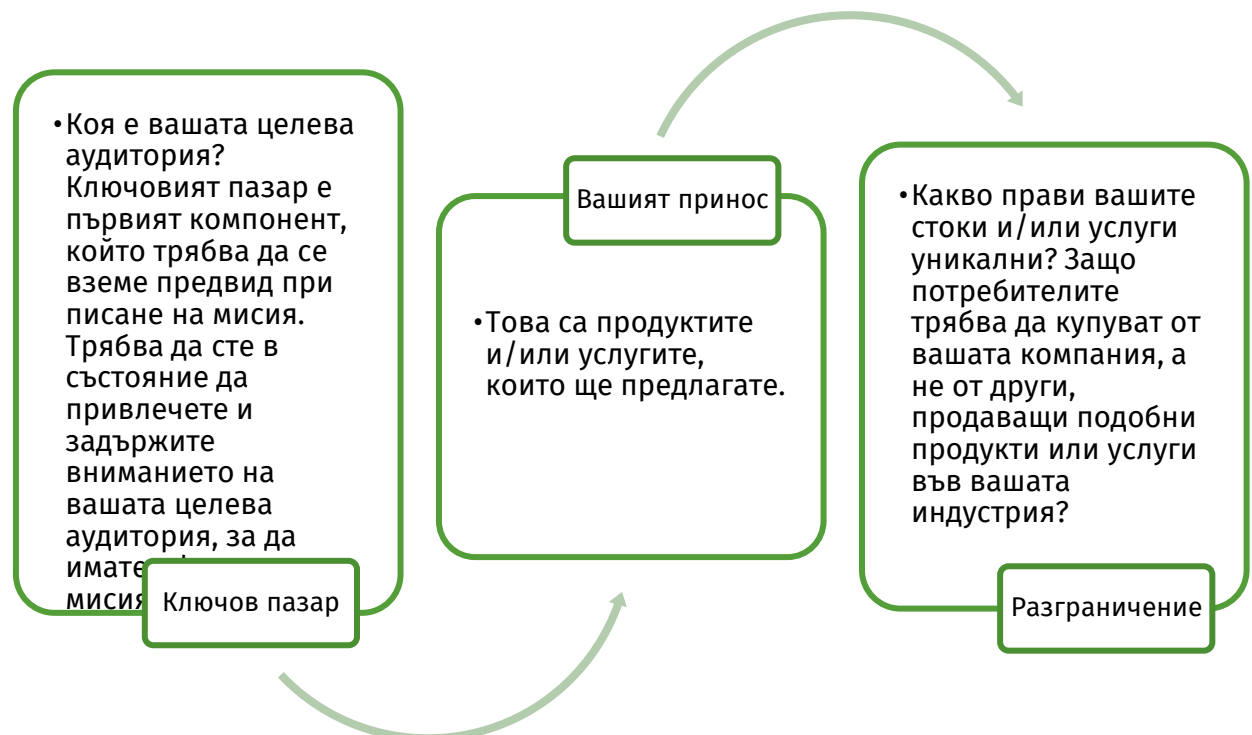 •Коя е вашата целева
аудитория?
Ключовият пазар е
първият компонент,
който трябва да се
вземе предвид при
писане на мисия.
Трябва да сте в
състояние да
привлечете и
задържите
вниманието на
вашата целева
аудитория, за да
имате
мисия
Ключов пазар
Вашият принос
•Това са продуктите
и/или услугите,
които ще предлагате.
•Какво прави вашите
стоки и/или услуги
уникални? Защо
потребителите
трябва да купуват от
вашата компания, а
не от други,
продаващи подобни
продукти или услуги
във вашата
индустрия?
Разграничение